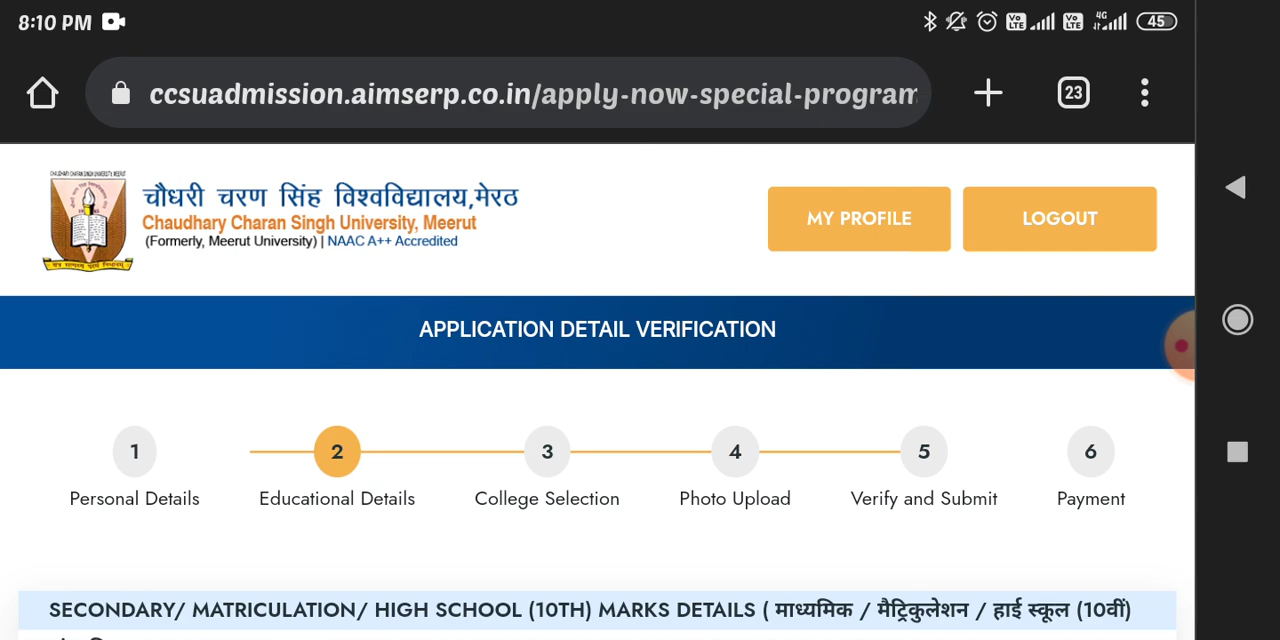 8:10 PM 4G 45
ccsuadmission.aimserp.co.in/apply-now-special-program
23
चौधरी चरण सिंह विश्वविद्यालय,मेरठ
Chaudhary Charan Singh University, Meerut
(Formerly, Meerut University) | NAAC A++ Accredited
MY PROFILE
LOGOUT
APPLICATION DETAIL VERIFICATION
1 2 3 4 5 6
Personal Details Educational Details College Selection Photo Upload Verify and Submit Payment
SECONDARY/ MATRICULATION/ HIGH SCHOOL (10TH) MARKS DETAILS ( माध्यमिक / मैट्रिकुलेशन / हाई स्कूल (10वीं)